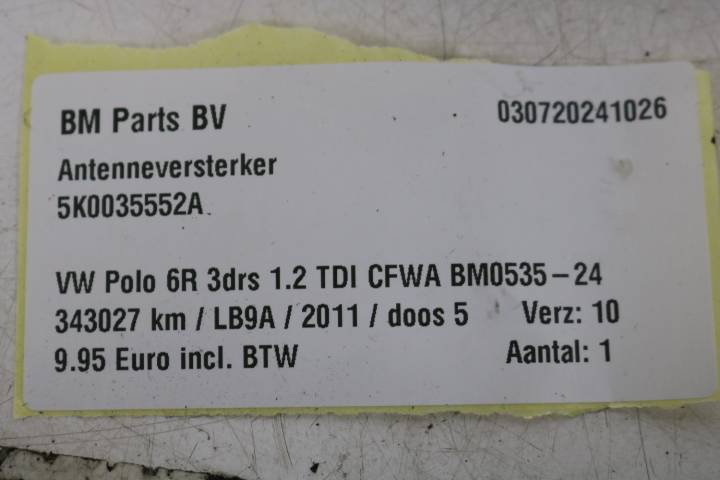 BM Parts BV 030720241026
Antenneversterker
5K0035552A
VW Polo 6R 3drs 1.2 TDI CFWA BM0535-24
343027 km / LB9A / 2011 / doos 5 Verz: 10
9.95 Euro incl. BTW Aantal: 1